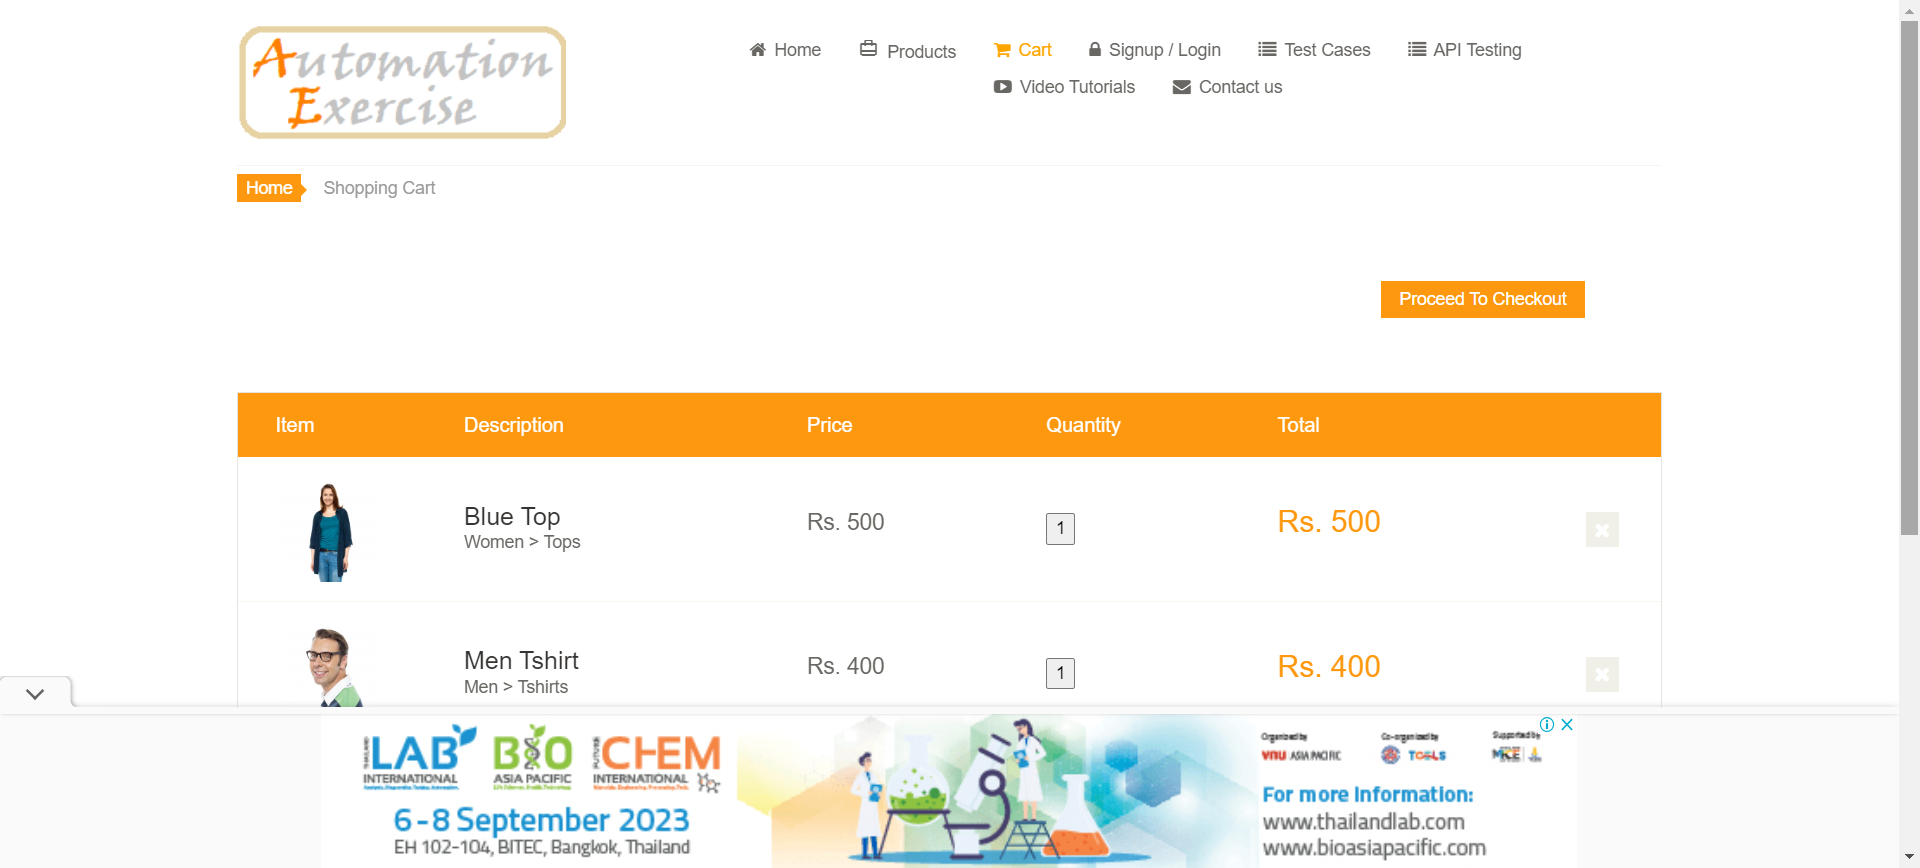 Automation
Exercise
Home
Products
Cart
Signup / Login
Test Cases
API Testing
Video Tutorials
Contact us
Home
Shopping Cart
Proceed To Checkout
Item Description Price Quantity Total
Blue Top
Women > Tops
Rs. 500
1
Rs. 500
Men Tshirt
Men > Tshirts
Rs. 400
1
Rs. 400
THAILAND
LAB
INTERNATIONAL
BIO
ASIA PACIFIC
FUTURE
CHEM
INTERNATIONAL
6-8 September 2023
EH 102-104, BITEC, Bangkok, Thailand
Organized by
VNU ASIA PACIFIC
Co-organized by
TCELS
Supported by
For more Information:
www.thailandlab.com
www.bioasiapacific.com